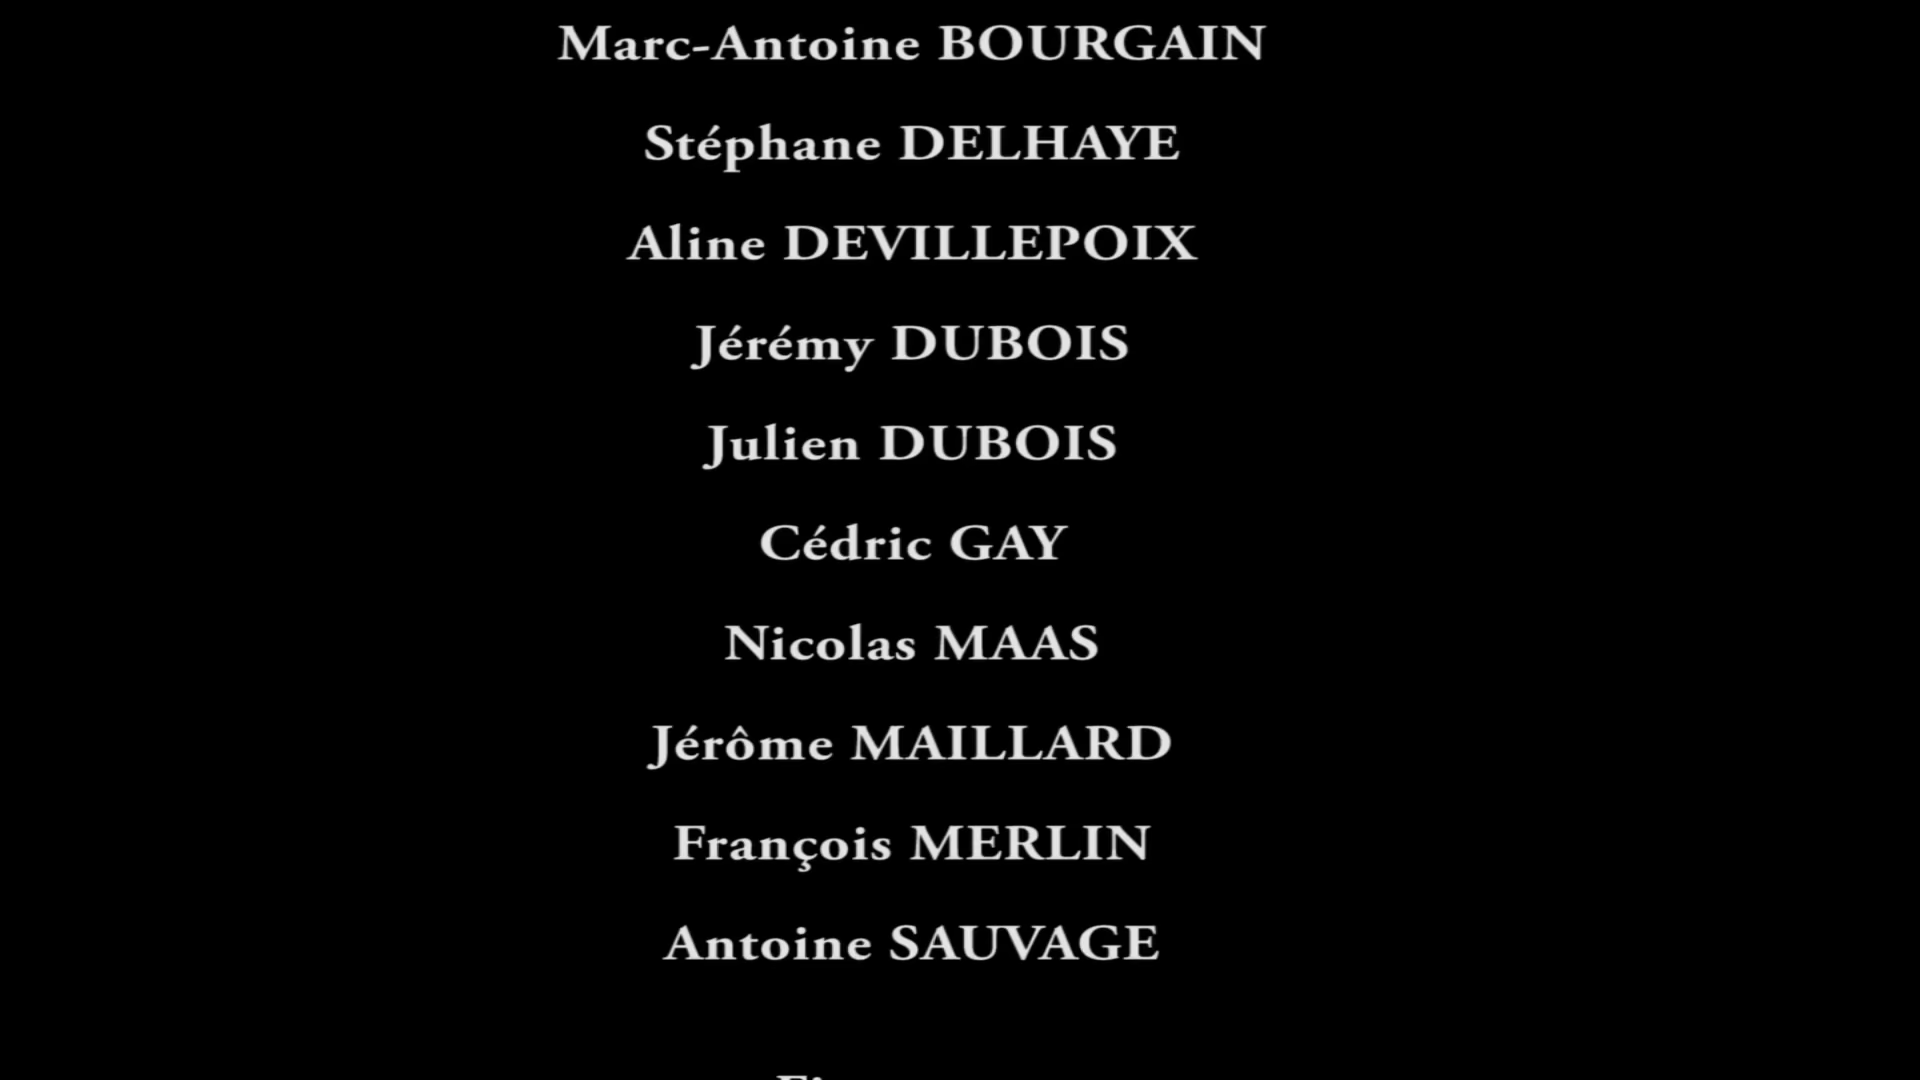 Marc-Antoine BOURGAIN
Stéphane DELHAYE
Aline DEVILLEPOIX
Jérémy DUBOIS
Julien DUBOIS
Cédric GAY
Nicolas MAAS
Jérôme MAILLARD
François MERLIN
Antoine SAUVAGE